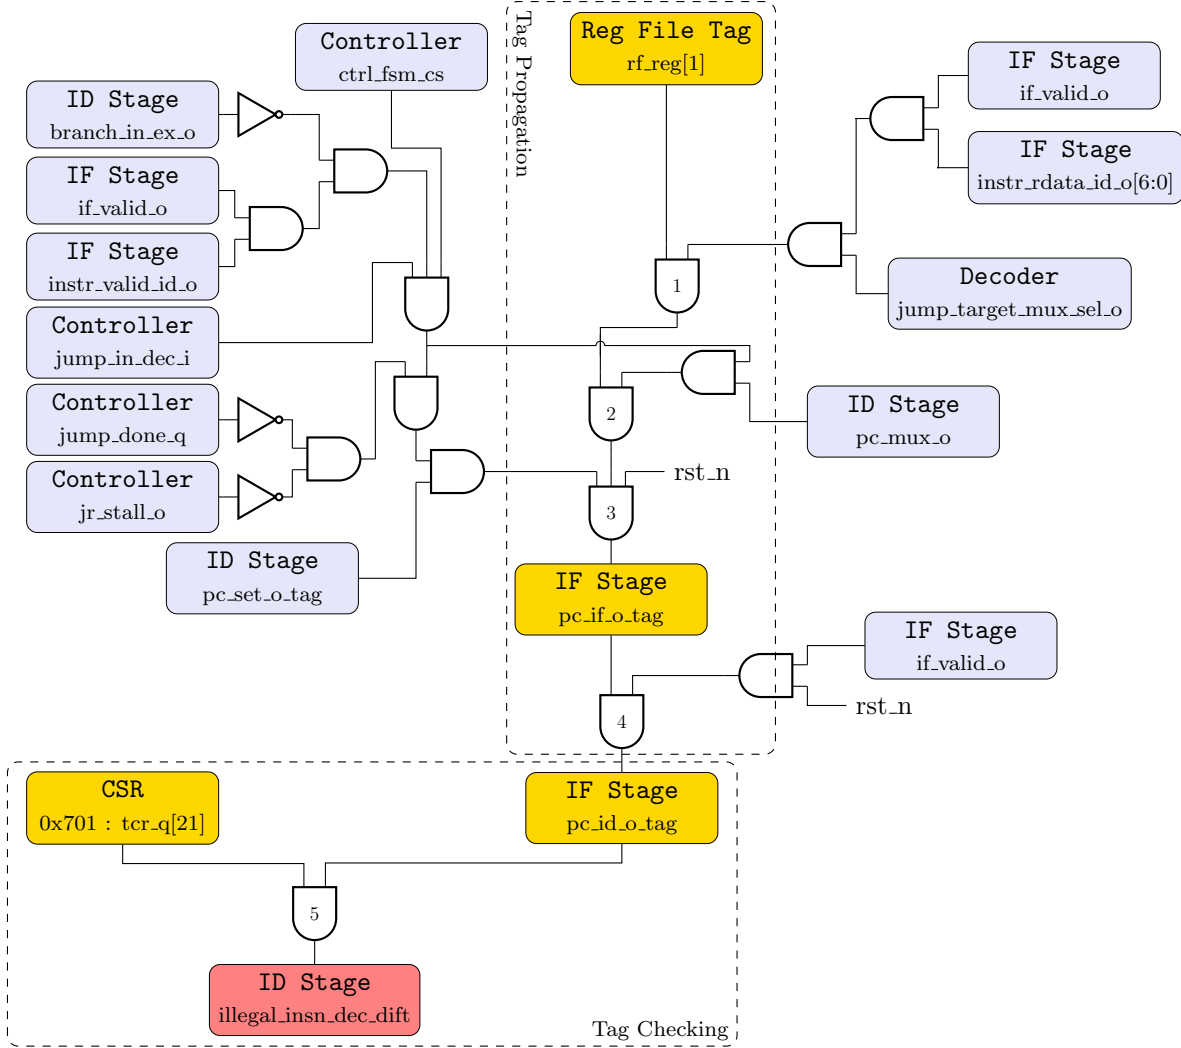 Controller
ctrl_fsm_cs
ID Stage
branch_in_ex_o
IF Stage
if_valid_o
IF Stage
instr_valid_id_o
Controller
jump_in_dec_i
Controller
jump_done_q
Controller
jr_stall_o
ID Stage
pc_set_o_tag
Tag Propagation
Reg File Tag
rf_reg[1]
1
2
rst_n
3
IF Stage
pc_if_o_tag
4
IF Stage
if_valid_o
IF Stage
instr_rdata_id_o[6:0]
Decoder
jump_target_mux_sel_o
ID Stage
pc_mux_o
IF Stage
if_valid_o
rst_n
CSR
0x701 : tcr_q[21]
IF Stage
pc_id_o_tag
5
ID Stage
illegal_insn_dec_dift
Tag Checking